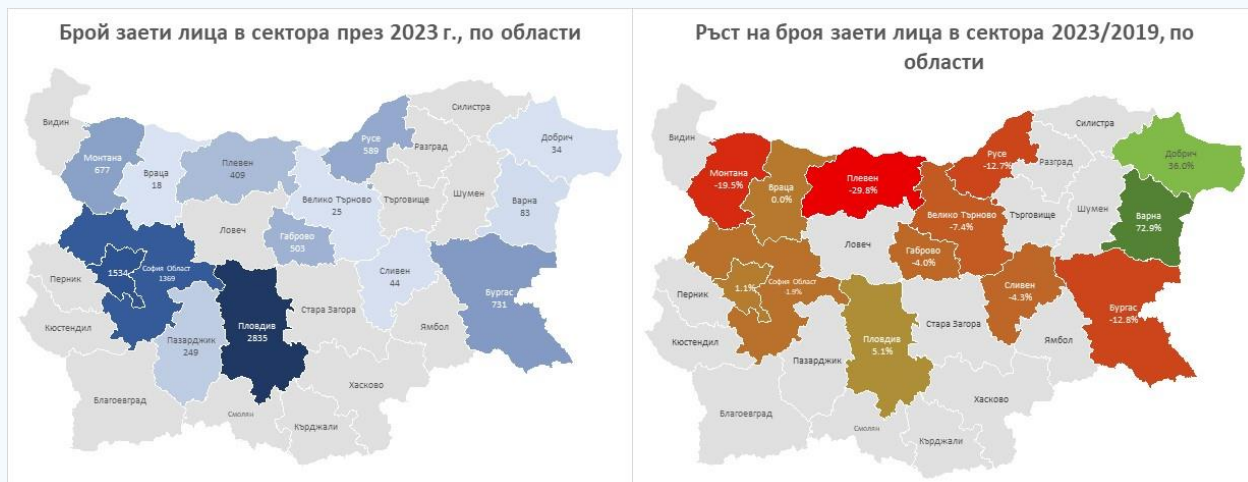 Брой заети лица в сектора през 2023 г., по области
Видин
Монтана
677
Враца
18
Плевен
409
Русе
589
Силистра
Разград
Добрич
34
Шумен
Търговище
Варна
83
Велико Търново
25
Ловеч
Габрово
503
София Област
1369
1534
Перник
Кюстендил
Сливен
44
Бургас
731
Ямбол
Стара Загора
Пловдив
2835
Пазарджик
249
Благоевград
Смолян
Хасково
Кърджали
Ръст на броя заети лица в сектора 2023/2019, по
области
Видин
Монтана
-19.5%
Враца
0.0%
Плевен
-29.8%
Русе
-12.7%
Силистра
Разград
Добрич
36.0%
Шумен
Търговище
Варна
72.9%
Велико Търново
-7.4%
Ловеч
Габрово
-4.0%
София Област
1.9%
1.1%
Перник
Кюстендил
Сливен
-4.3%
Бургас
-12.8%
Ямбол
Стара Загора
Пловдив
5.1%
Пазарджик
Благоевград
Смолян
Хасково
Кърджали